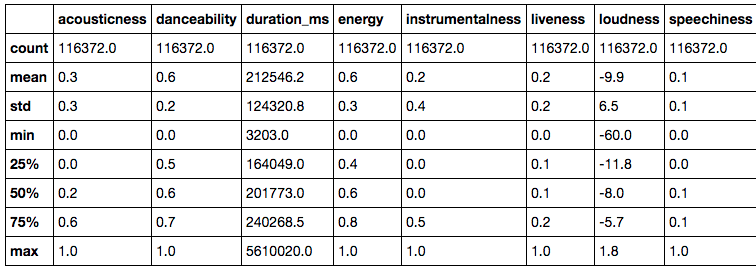 acousticness danceability duration_ms energy instrumentalness liveness loudness speechiness
count 116372.0 116372.0 116372.0 116372.0 116372.0 116372.0 116372.0 116372.0
mean 0.3 0.6 212546.2 0.6 0.2 0.2 -9.9 0.1
std 0.3 0.2 124320.8 0.3 0.4 0.2 6.5 0.1
min 0.0 0.0 3203.0 0.0 0.0 0.0 -60.0 0.0
25% 0.0 0.5 164049.0 0.4 0.0 0.1 -11.8 0.0
50% 0.2 0.6 201773.0 0.6 0.0 0.1 -8.0 0.1
75% 0.6 0.7 240268.5 0.8 0.5 0.2 -5.7 0.1
max 1.0 1.0 5610020.0 1.0 1.0 1.0 1.8 1.0